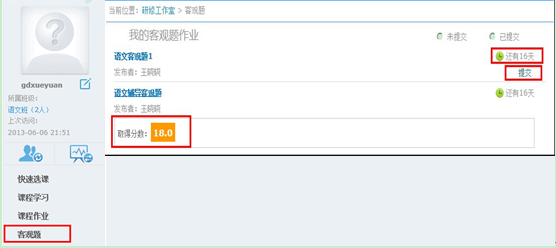 当前位置: 研修工作室 > 客观题
我的客观题作业
未提交
已提交
语文客观题1
还有16天
发布者: 王婉婉
提交
语文辅导客观题
还有16天
发布者: 王婉婉
取得分数: 18.0
gdxueyuan
所属班级:
语文班 (2人)
上次访问:
2013-06-06 21:51
快速选课
课程学习
课程作业
客观题